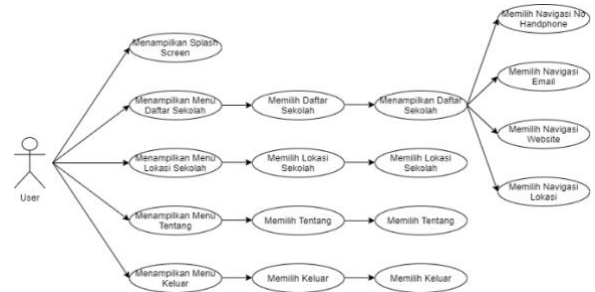 Menampilkan Splash
Screen
Menampilkan Menu
Daftar Sekolah
Memilih Daftar
Sekolah
Menampilkan Daftar
Sekolah
Memilih Navigasi No
Handphone
Memilih Navigasi
Email
Memilih Navigasi
Website
Memilih Navigasi
Lokasi
User
Menampilkan Menu
Lokasi Sekolah
Memilih Lokasi
Sekolah
Memilih Lokasi
Sekolah
Menampilkan Menu
Tentang
Memilih Tentang
Memilih Tentang
Menampilkan Menu
Keluar
Memilih Keluar
Memilih Keluar